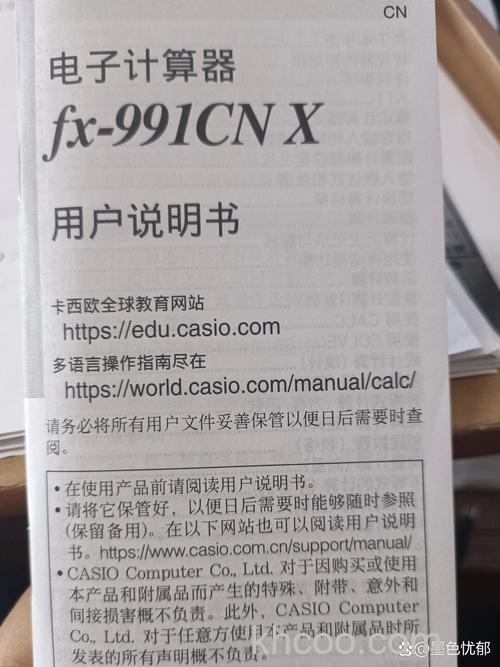 CN
电子计算器
fx-991CN X
用户说明书
卡西欧全球教育网站
https://edu.casio.com
多语言操作指南尽在
https://world.casio.com/manual/calc/
请务必将所有用户文件妥善保管以便日后需要时查
阅。
• 在使用产品前请阅读用户说明书。
• 请将它保管好，以便日后需要时能够随时参照
(保留备用)。在以下网站也可以阅读用户说明
书。https://www.casio.com.cn/support/manual/
• CASIO Computer Co., Ltd. 对于因购买或使用
本产品和附属品而产生的特殊、附带、意外和
间接损害概不负责。此外，CASIO Computer
Co., Ltd. 对于任意方使用本产品和附属品时所
发表的所有声明概不负责。
khcoo.com
@墨色忧郁